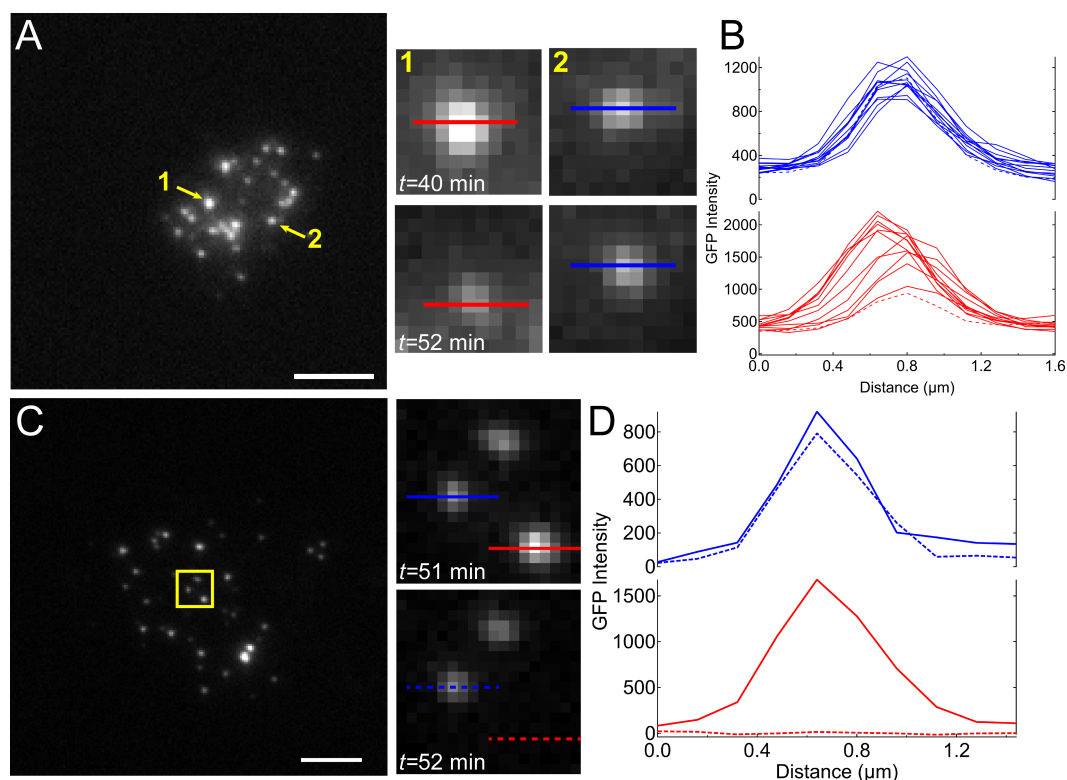 A
1
2
1
2
t=40 min
t=52 min
B
1200
800
400
0
2000
1500
1000
500
0
GFP Intensity
0.0 0.4 0.8 1.2 1.6
Distance (µm)
C
t=51 min
t=52 min
D
800
600
400
200
0
1500
1000
500
0
GFP Intensity
0.0 0.4 0.8 1.2
Distance (µm)